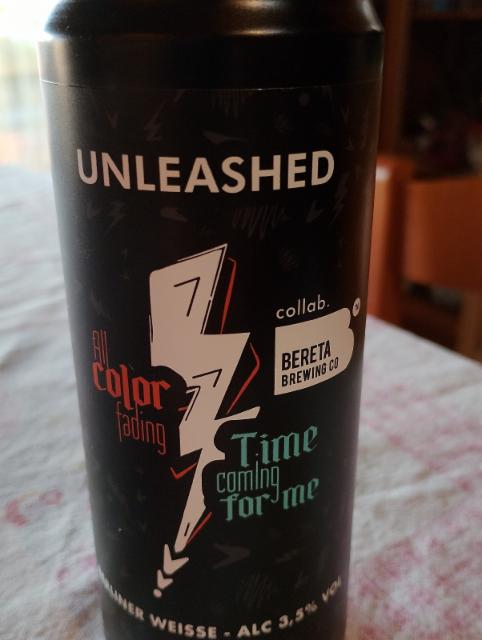 UNLEASHED
collab.
BERETA
BREWING CO
All
color
fading
Time
coming
for me
WEISSE - ALC 3,5% VOL